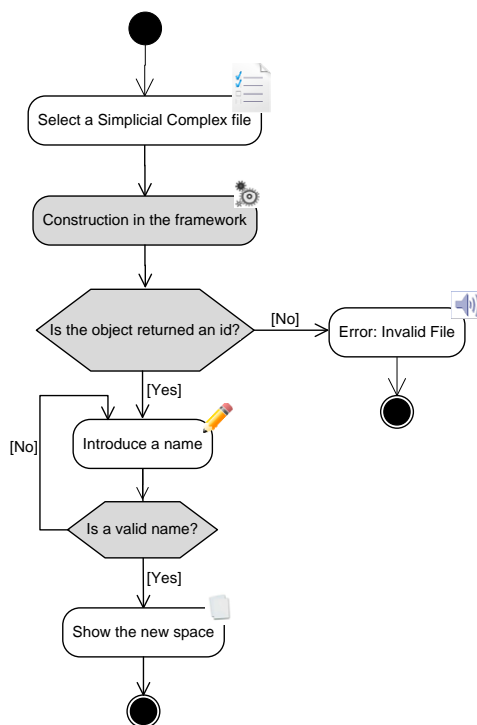 Select a Simplicial Complex file
Construction in the framework
Is the object returned an id?
[No]
Error: Invalid File
[Yes]
Introduce a name
[No]
Is a valid name?
[Yes]
Show the new space